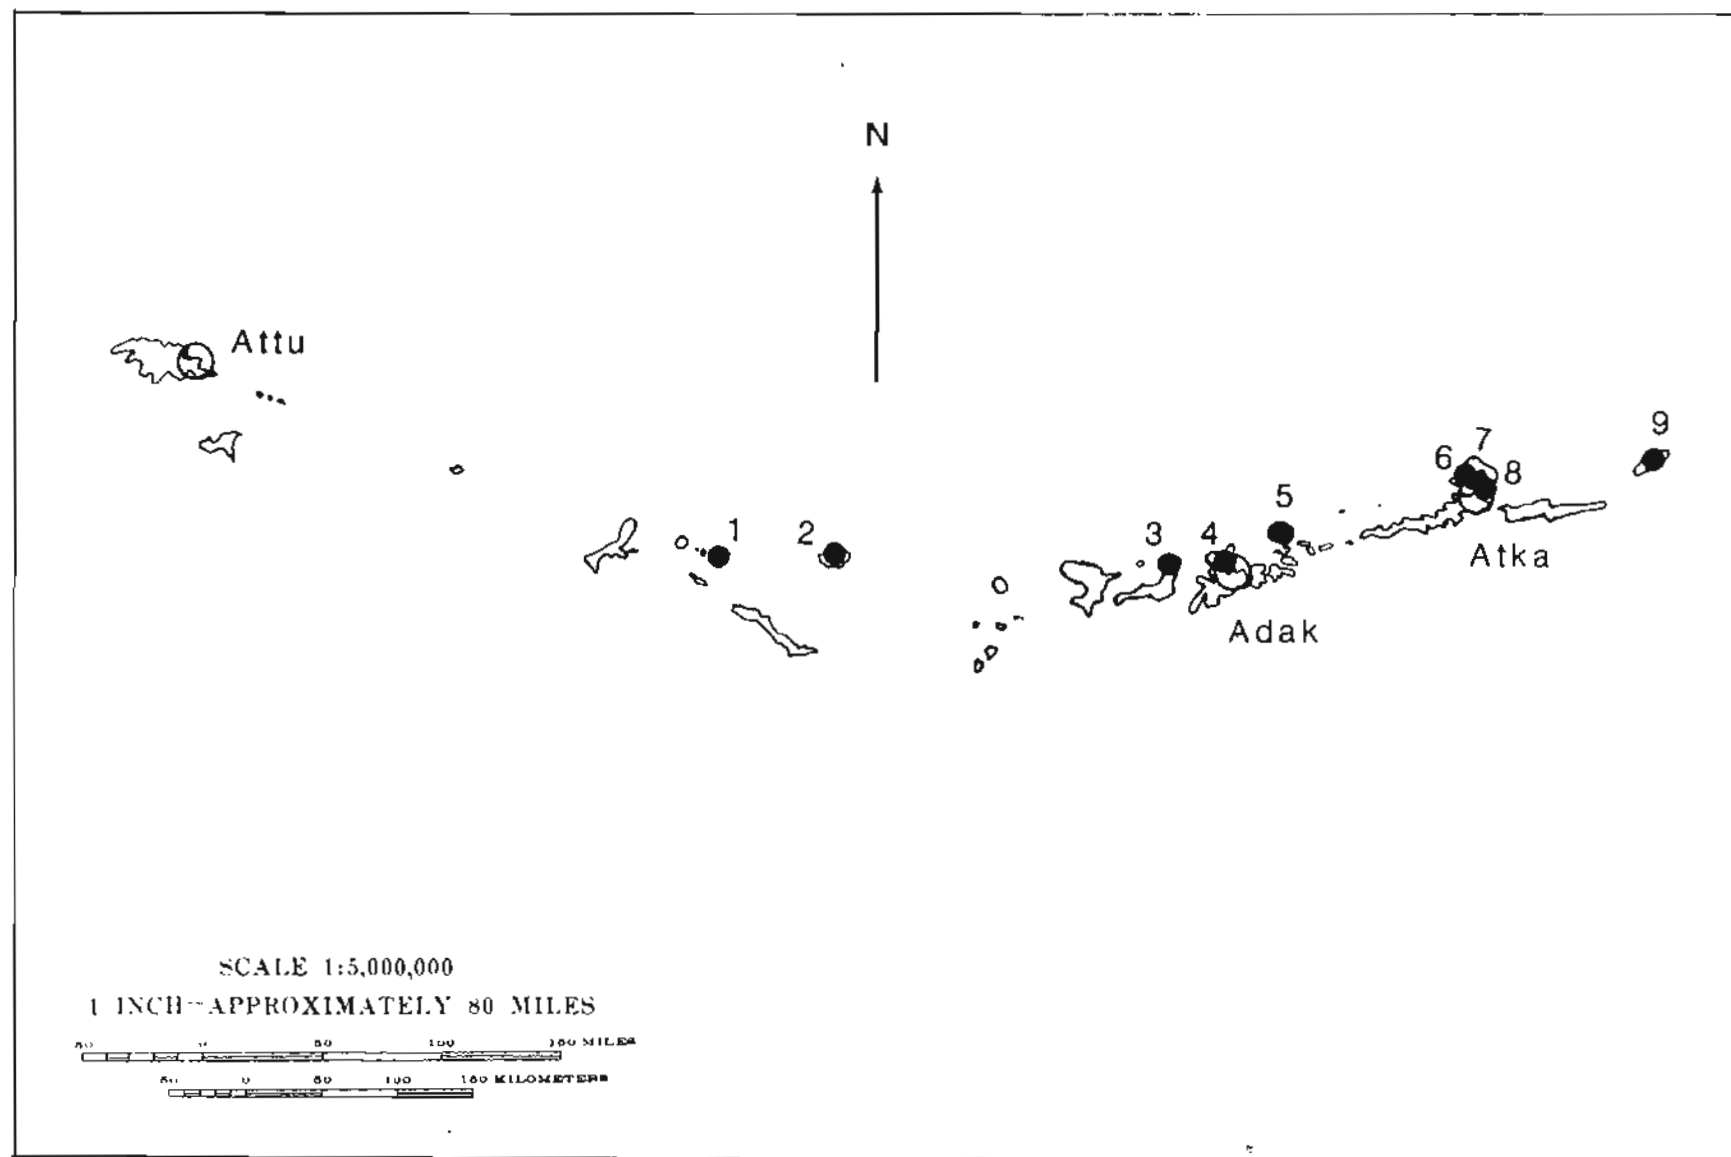 N
Attu
9
7
6
8
5
1
2
3
4
Atka
Adak
SCALE 1:5,000,000
1 INCH—APPROXIMATELY 80 MILES
50 0 50 100 150 MILES
50 0 50 100 150 KILOMETERS